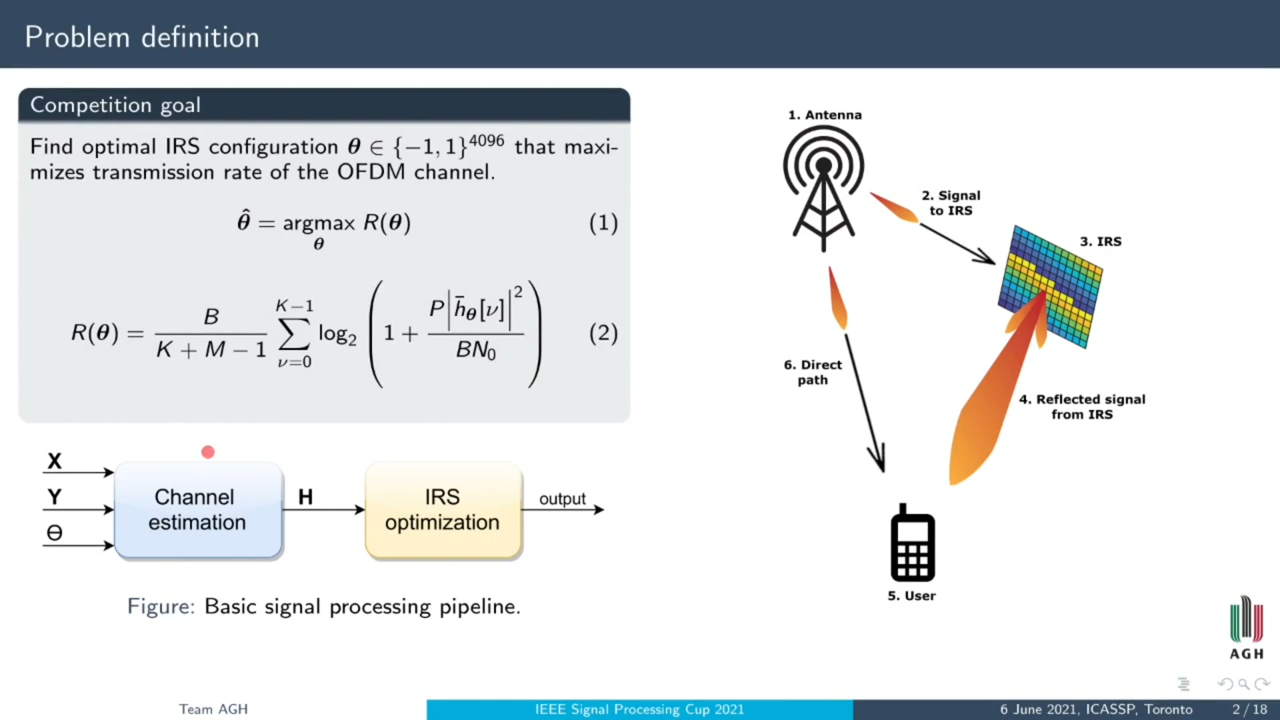 Problem definition
Competition goal
Find optimal IRS configuration θ ∈ {−1, 1}^4096 that maxi-
mizes transmission rate of the OFDM channel.
θ̂ = argmax_θ R(θ) (1)
R(θ) = B / (K + M − 1) ∑_{ν=0}^{K−1} log₂ (1 + P|h̄_θ[ν]|² / (BN₀)) (2)
X
Y
Θ
Channel
estimation
H
IRS
optimization
output
Figure: Basic signal processing pipeline.
1. Antenna
2. Signal
to IRS
3. IRS
4. Reflected signal
from IRS
6. Direct
path
5. User
AGH
Team AGH
IEEE Signal Processing Cup 2021
6 June 2021, ICASSP, Toronto
2 / 18